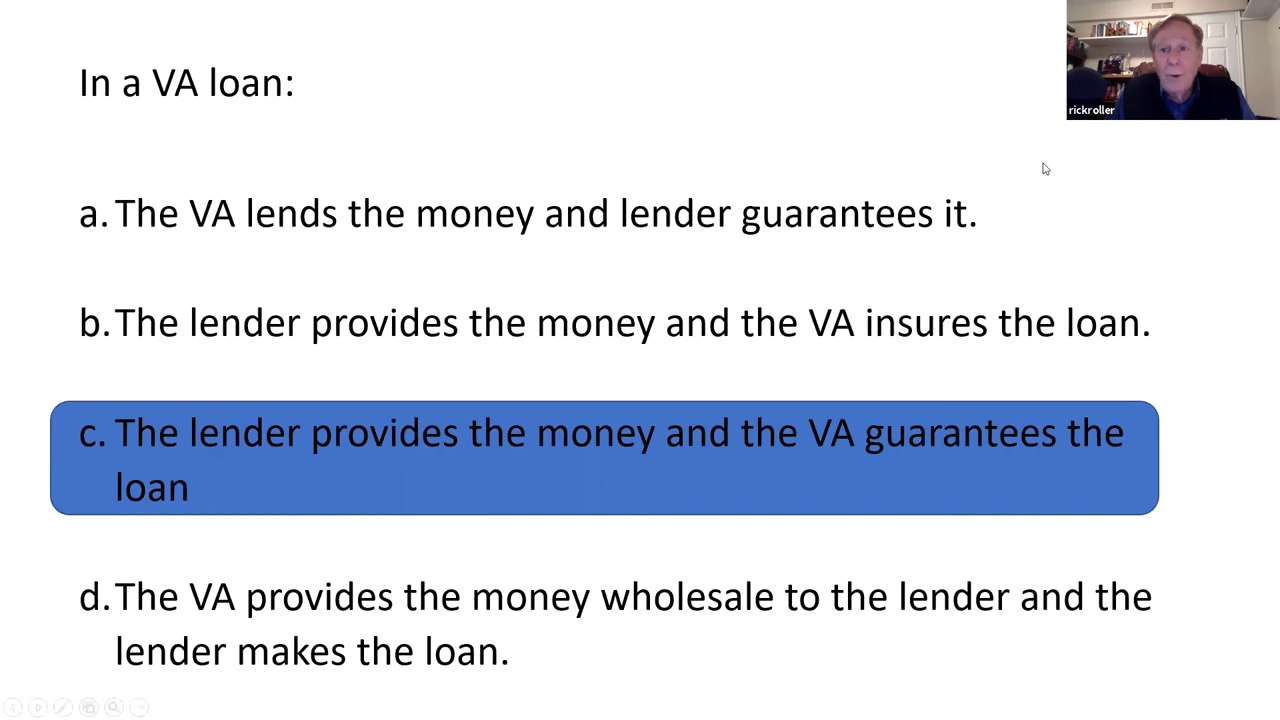 In a VA loan:
rickroller
a. The VA lends the money and lender guarantees it.
b. The lender provides the money and the VA insures the loan.
c. The lender provides the money and the VA guarantees the
loan
d. The VA provides the money wholesale to the lender and the
lender makes the loan.